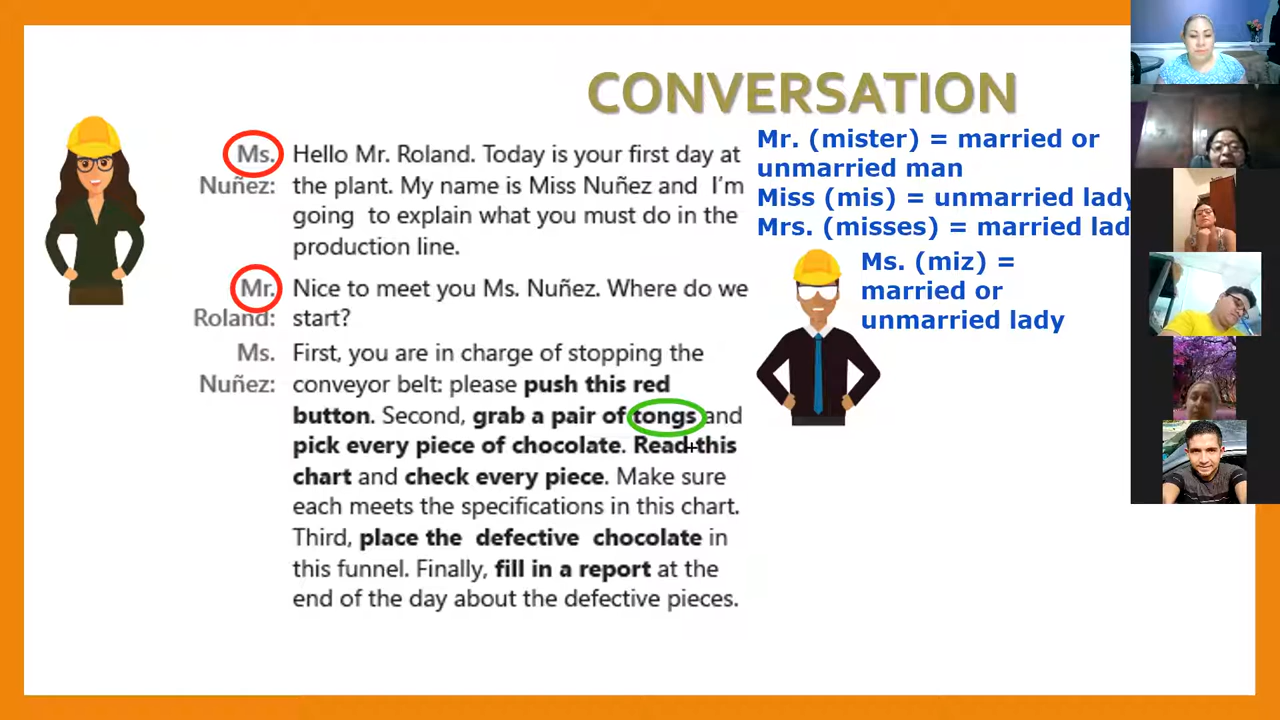 CONVERSATION
Ms. Hello Mr. Roland. Today is your first day at
Nuñez: the plant. My name is Miss Nuñez and I'm
going to explain what you must do in the
production line.
Mr. Nice to meet you Ms. Nuñez. Where do we
Roland: start?
Ms. First, you are in charge of stopping the
Nuñez: conveyor belt: please push this red
button. Second, grab a pair of tongs and
pick every piece of chocolate. Read this
chart and check every piece. Make sure
each meets the specifications in this chart.
Third, place the defective chocolate in
this funnel. Finally, fill in a report at the
end of the day about the defective pieces.
Mr. (mister) = married or
unmarried man
Miss (mis) = unmarried lady
Mrs. (misses) = married lad
Ms. (miz) =
married or
unmarried lady